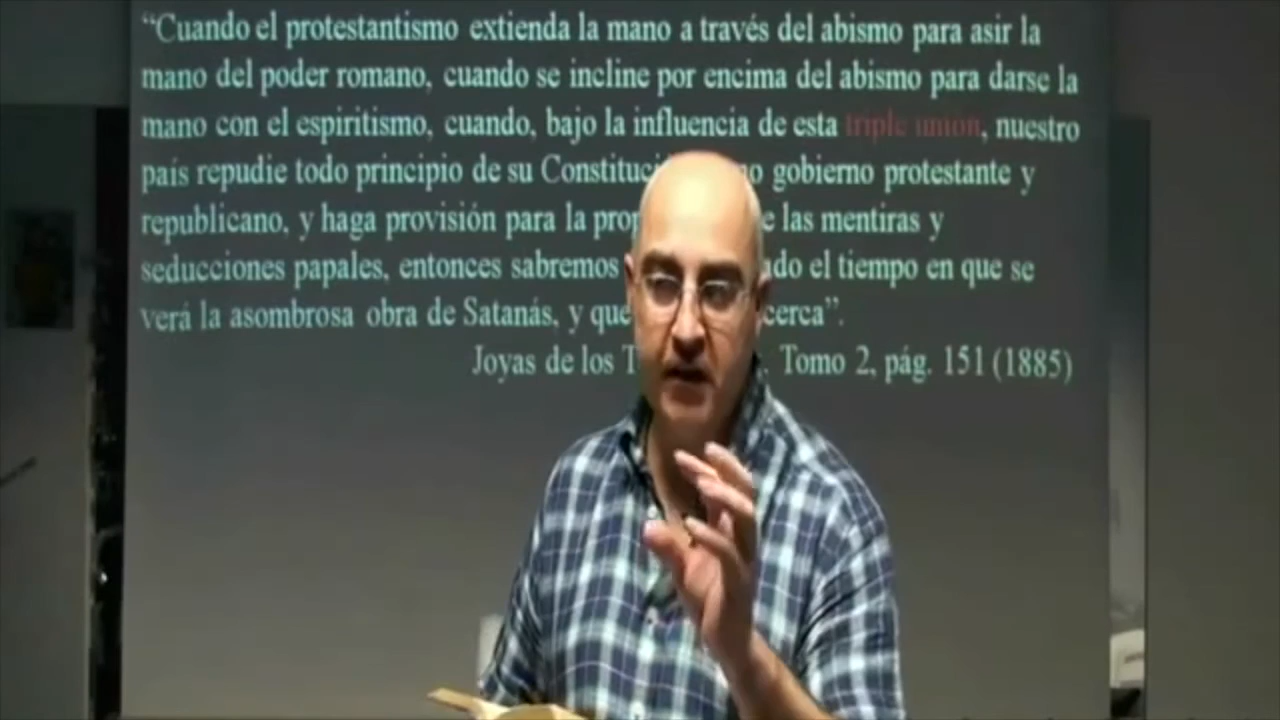 “Cuando el protestantismo extienda la mano a través del abismo para asir la
mano del poder romano, cuando se incline por encima del abismo para darse la
mano con el espiritismo, cuando, bajo la influencia de esta triple unión, nuestro
país repudie todo principio de su gobierno protestante y
republicano, y haga provisión para la las mentiras y
seducciones papales, entonces sabremos el tiempo en que se
verá la asombrosa obra de Satanás, y que cerca”.
Joyas de los Tomo 2, pág. 151 (1885)